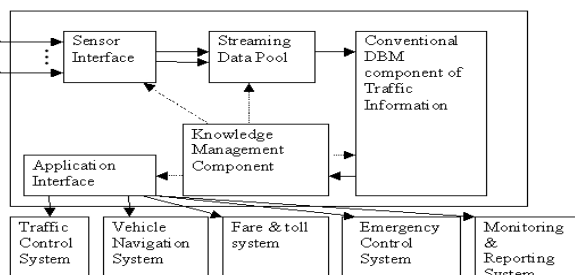 Sensor
Interface
Streaming
Data Pool
Conventional
DBM
component of
Traffic
Information
Knowledge
Management
Component
Application
Interface
Traffic
Control
System
Vehicle
Navigation
System
Fare & toll
system
Emergency
Control
System
Monitoring
&
Reporting
System